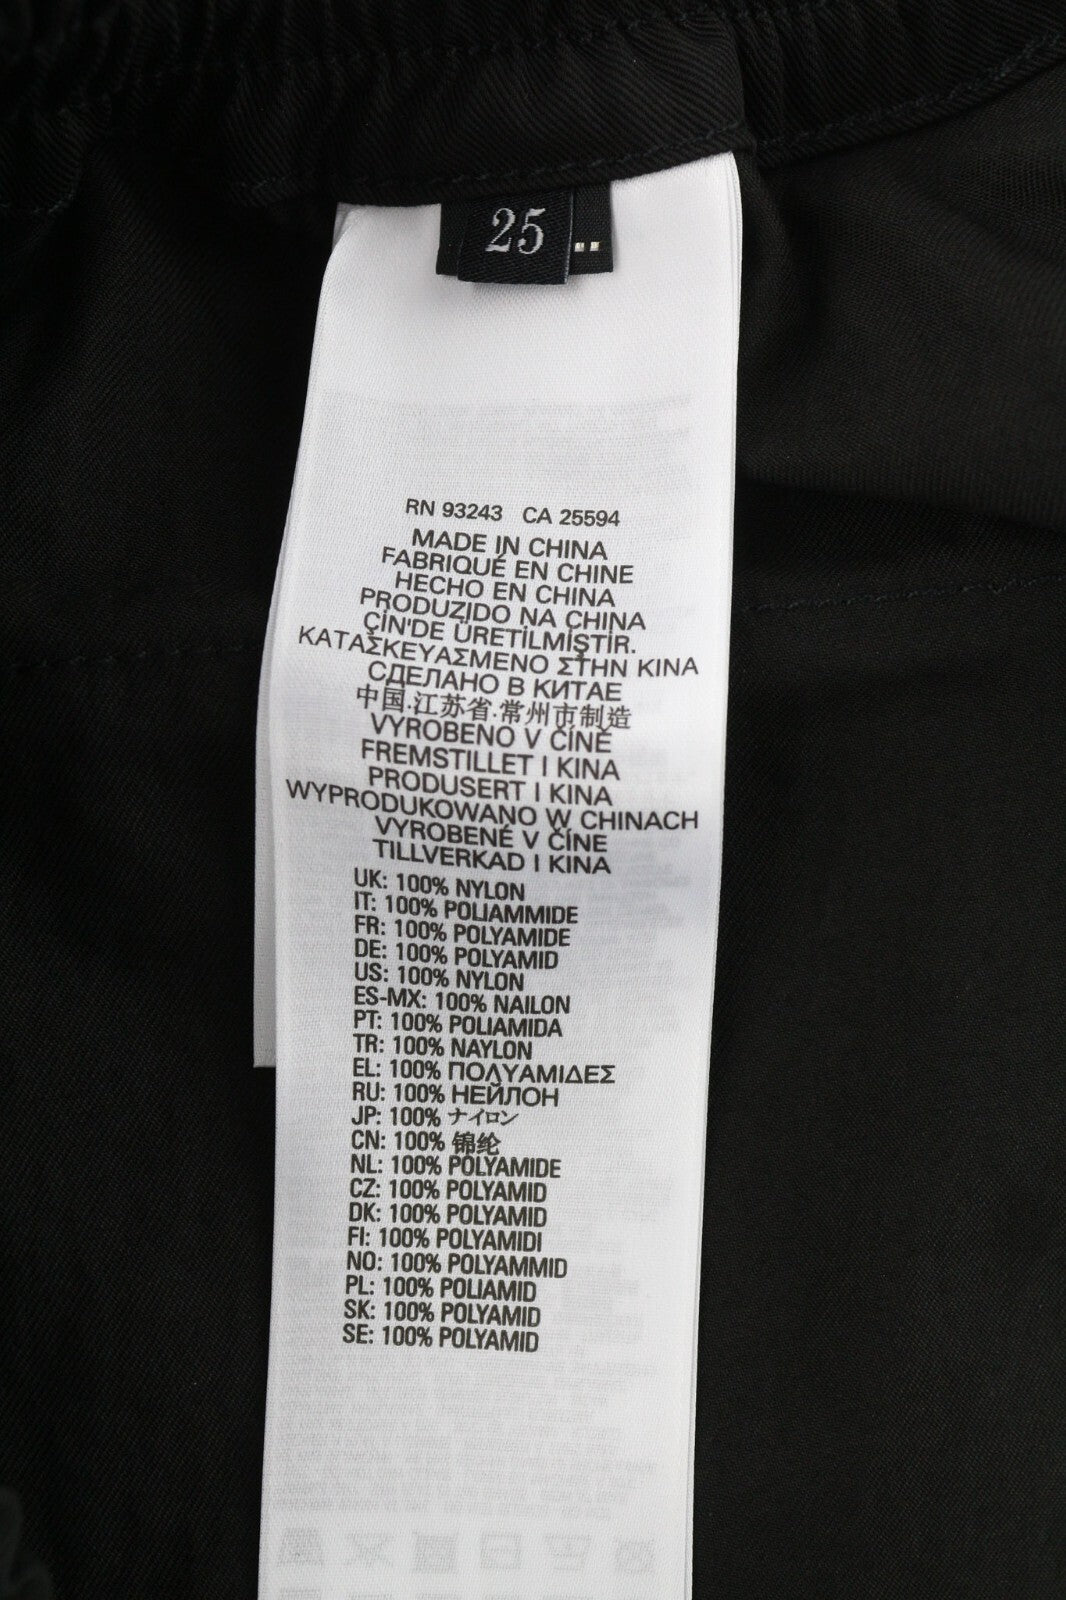 25
RN 93243 CA 25594
MADE IN CHINA
FABRIQUÉ EN CHINE
HECHO EN CHINA
PRODUZIDO NA CHINA
ÇİN'DE ÜRETİLMİŞTİR.
ΚΑΤΑΣΚΕΥΑΣΜΕΝΟ ΣΤΗΝ ΚΙΝΑ
СДЕЛАНО В КИТАЕ
中国.江苏省.常州市制造
VYROBENO V ČÍNĚ
FREMSTILLET I KINA
PRODUSERT I KINA
WYPRODUKOWANO W CHINACH
VYROBENÉ V ČÍNE
TILLVERKAD I KINA
UK: 100% NYLON
IT: 100% POLIAMMIDE
FR: 100% POLYAMIDE
DE: 100% POLYAMID
US: 100% NYLON
ES-MX: 100% NAILON
PT: 100% POLIAMIDA
TR: 100% NAYLON
EL: 100% ΠΟΛΥΑΜΙΔΕΣ
RU: 100% НЕЙЛОН
JP: 100% ナイロン
CN: 100% 锦纶
NL: 100% POLYAMIDE
CZ: 100% POLYAMID
DK: 100% POLYAMID
FI: 100% POLYAMIDI
NO: 100% POLYAMMID
PL: 100% POLIAMID
SK: 100% POLYAMID
SE: 100% POLYAMID